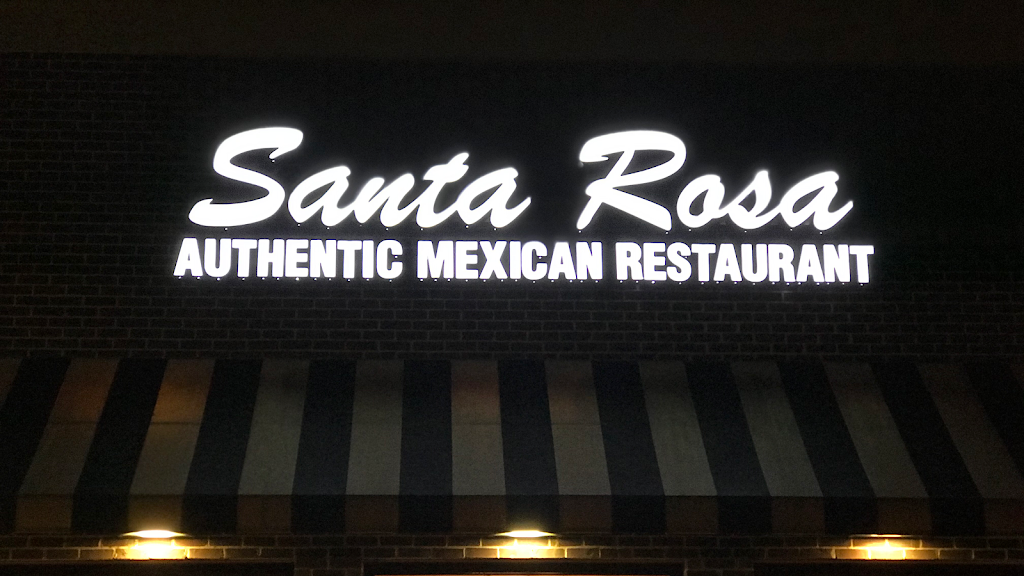 Santa Rosa
AUTHENTIC MEXICAN RESTAURANT